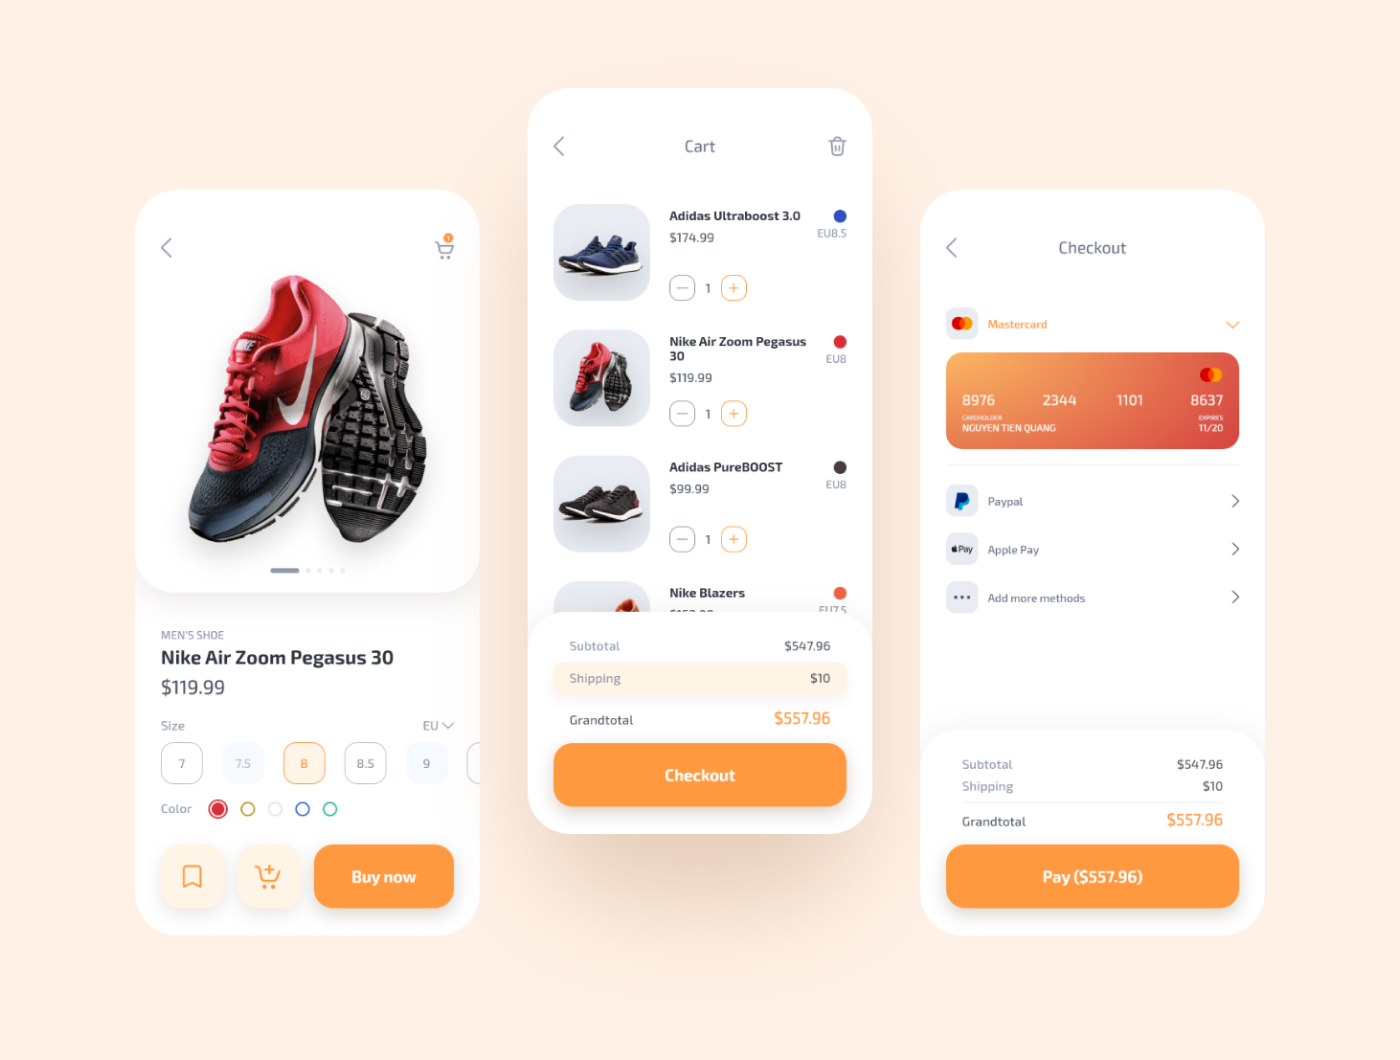 1
MEN'S SHOE
Nike Air Zoom Pegasus 30
$119.99
Size EU
7 7.5 8 8.5 9
Color
Buy now
Cart
Adidas Ultraboost 3.0
$174.99 EU8.5
1
Nike Air Zoom Pegasus
30 EU8
$119.99
1
Adidas PureBOOST
$99.99 EU8
1
Nike Blazers
EU7.5
Subtotal $547.96
Shipping $10
Grandtotal $557.96
Checkout
Checkout
Mastercard
8976 2344 1101 8637
CARDHOLDER EXPIRES
NGUYEN TIEN QUANG 11/20
Paypal
Pay
Apple Pay
Add more methods
Subtotal $547.96
Shipping $10
Grandtotal $557.96
Pay ($557.96)